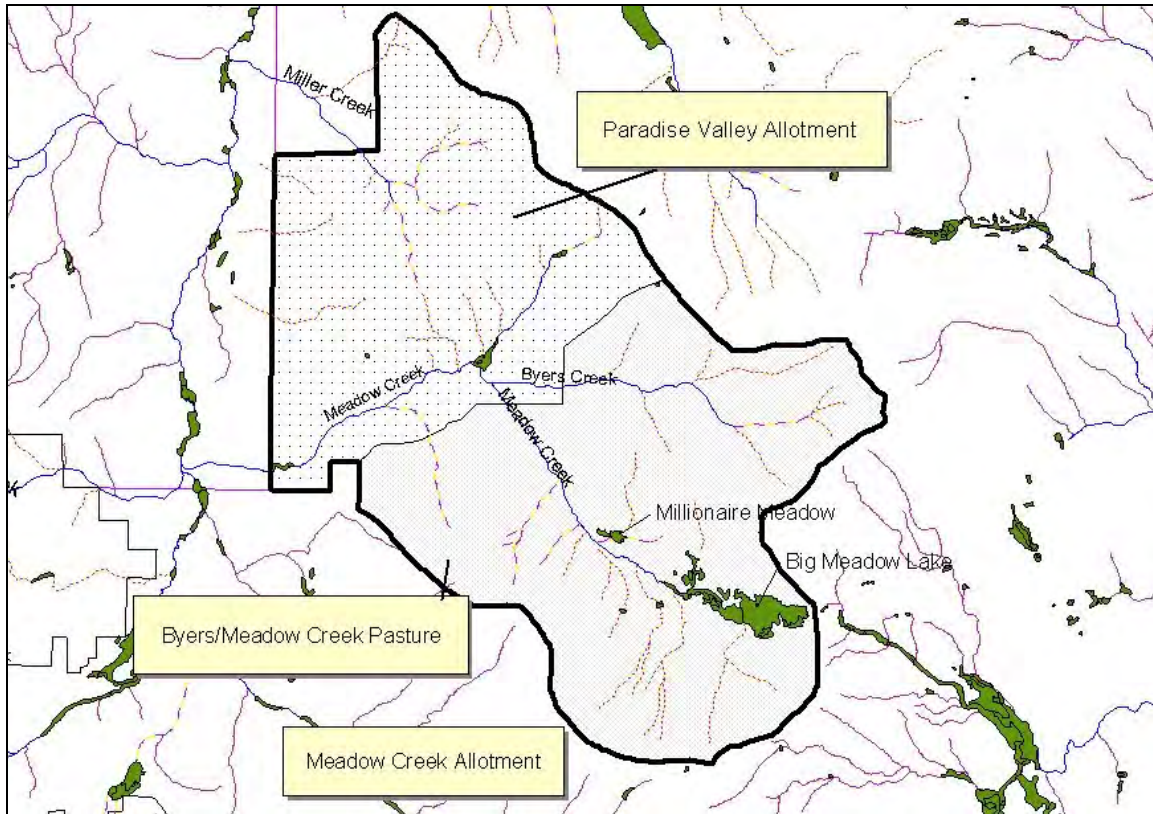 Miller Creek
Paradise Valley Allotment
Meadow Creek
Byers Creek
Meadow Creek
Millionaire Meadow
Big Meadow Lake
Byers/Meadow Creek Pasture
Meadow Creek Allotment